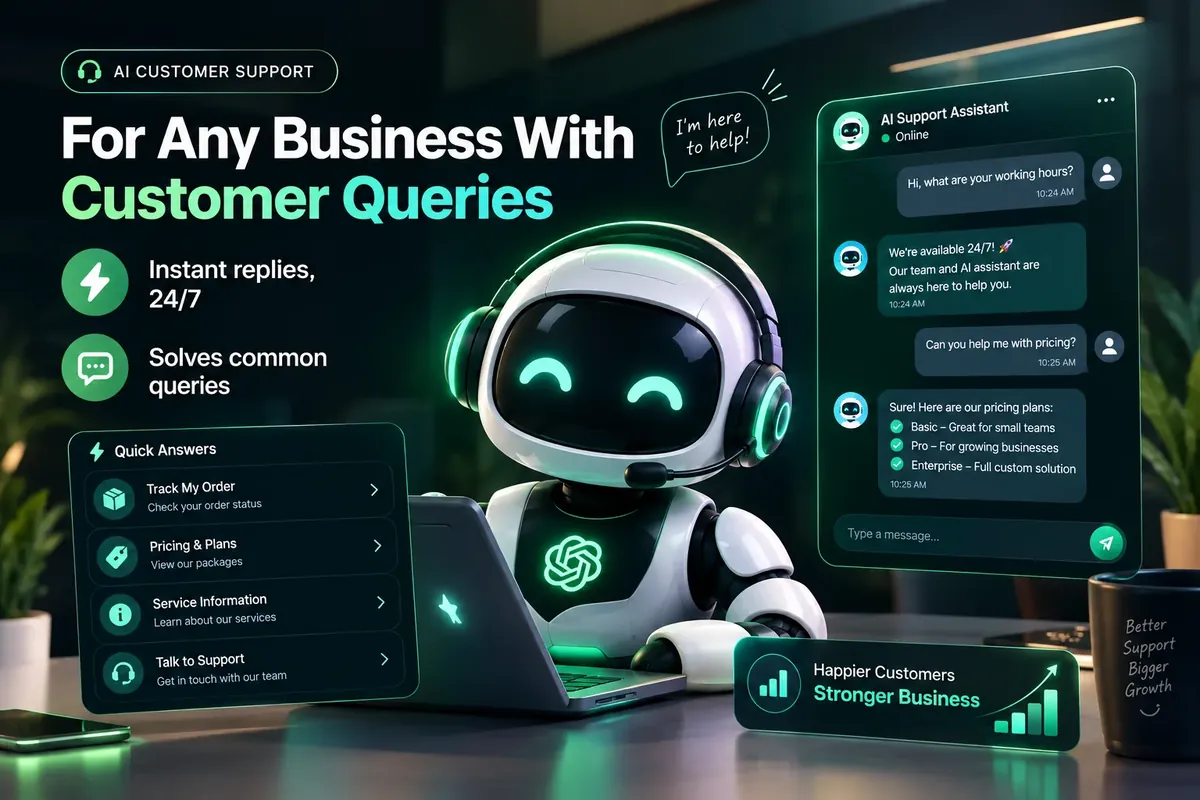 AI CUSTOMER SUPPORT
For Any Business With
Customer Queries
Instant replies,
24/7
Solves common
queries
Quick Answers
Track My Order
Check your order status
Pricing & Plans
View our packages
Service Information
Learn about our services
Talk to Support
Get in touch with our team
I'm here
to help!
AI Support Assistant
Online
Hi, what are your working hours?
10:24 AM
We're available 24/7! 🚀
Our team and AI assistant are
always here to help you.
10:24 AM
Can you help me with pricing?
10:25 AM
Sure! Here are our pricing plans:
Basic – Great for small teams
Pro – For growing businesses
Enterprise – Full custom solution
10:25 AM
Type a message...
Happier Customers
Stronger Business
Better
Support
Bigger
Growth